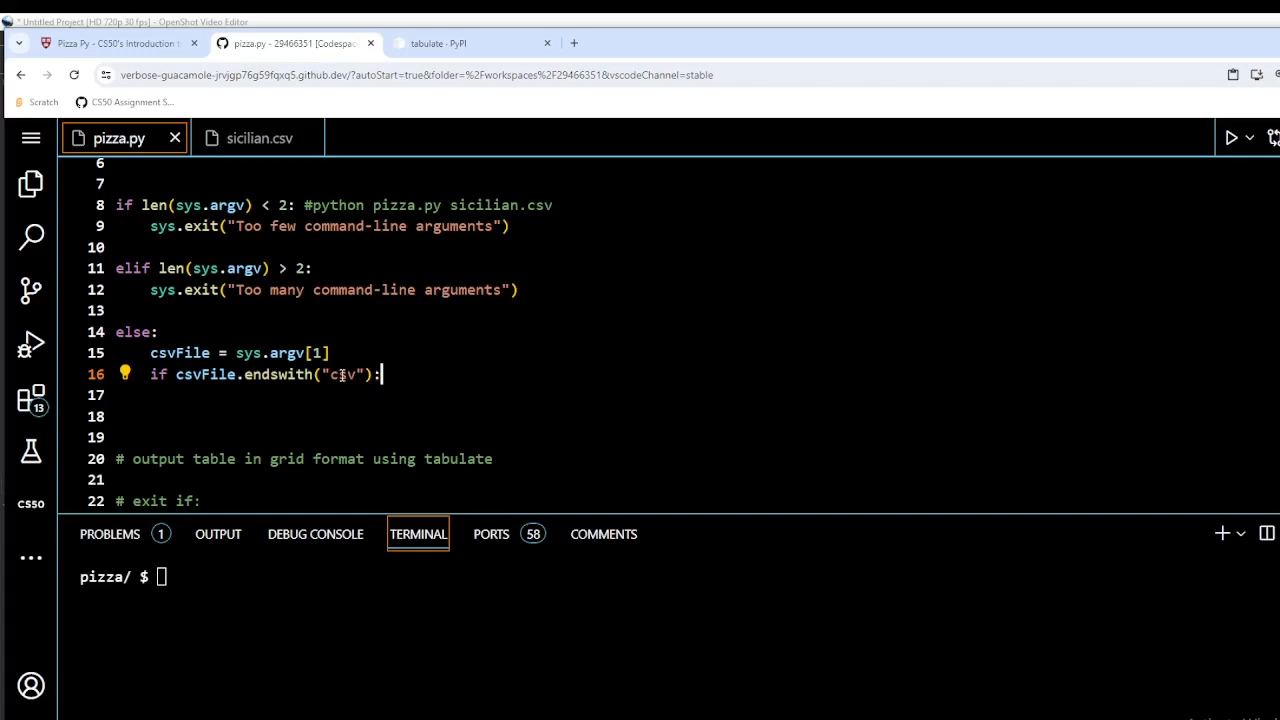 * Untitled Project [HD 720p 30 fps] - OpenShot Video Editor
Pizza Py - CS50's Introduction
pizza.py - 29466351 [Codespac
tabulate · PyPI
verbose-guacamole-jrvjgp76g59fqxq5.github.dev/?autoStart=true&folder=%2Fworkspaces%2F29466351&vscodeChannel=stable
Scratch
CS50 Assignment S...
pizza.py
sicilian.csv
6
7
8 if len(sys.argv) < 2: #python pizza.py sicilian.csv
9 sys.exit("Too few command-line arguments")
10
11 elif len(sys.argv) > 2:
12 sys.exit("Too many command-line arguments")
13
14 else:
15 csvFile = sys.argv[1]
16 if csvFile.endswith("csv"):
17
18
19
20 # output table in grid format using tabulate
21
22 # exit if:
13
CS50
PROBLEMS 1 OUTPUT DEBUG CONSOLE TERMINAL PORTS 58 COMMENTS
pizza/ $